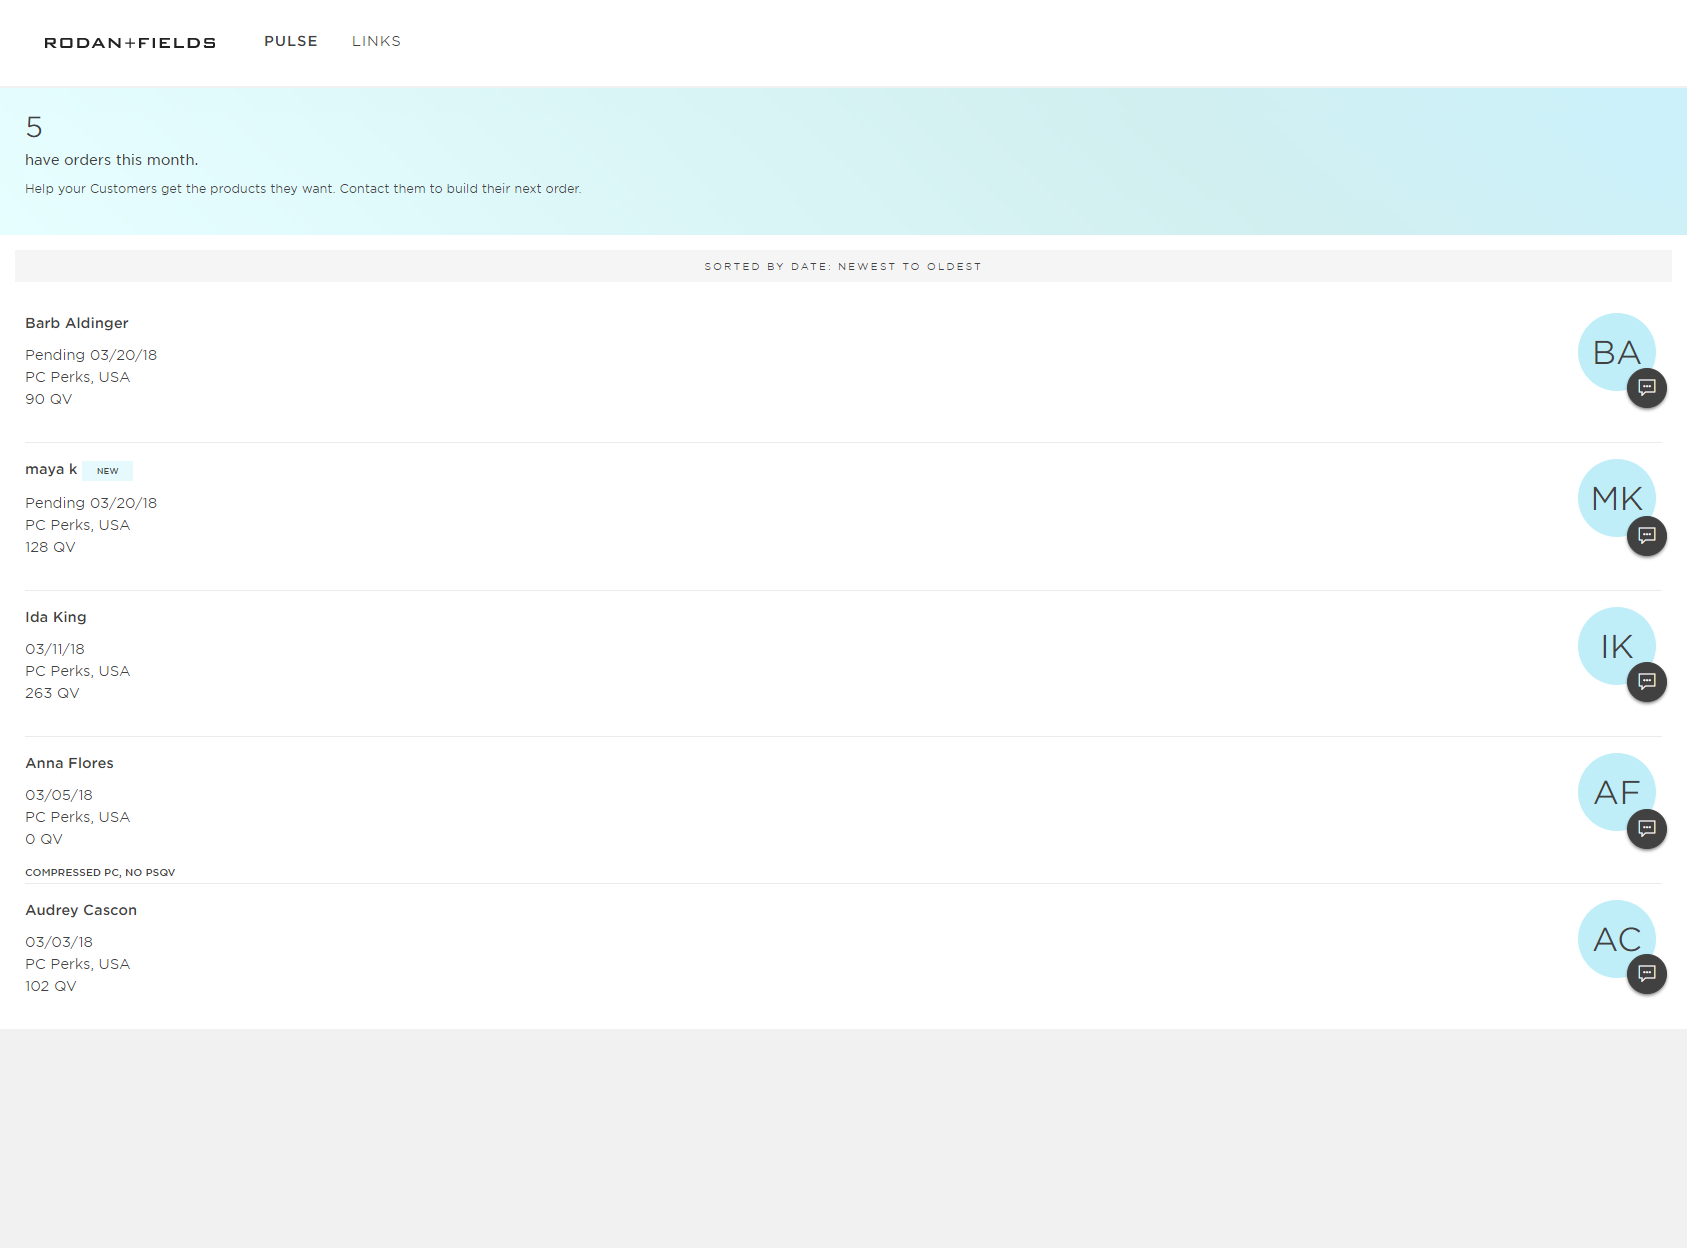 RODAN+FIELDS PULSE LINKS
5
have orders this month.
Help your Customers get the products they want. Contact them to build their next order.
SORTED BY DATE: NEWEST TO OLDEST
Barb Aldinger
Pending 03/20/18
PC Perks, USA
90 QV
BA
maya k NEW
Pending 03/20/18
PC Perks, USA
128 QV
MK
Ida King
03/11/18
PC Perks, USA
263 QV
IK
Anna Flores
03/05/18
PC Perks, USA
0 QV
AF
COMPRESSED PC, NO PSQV
Audrey Cascon
03/03/18
PC Perks, USA
102 QV
AC